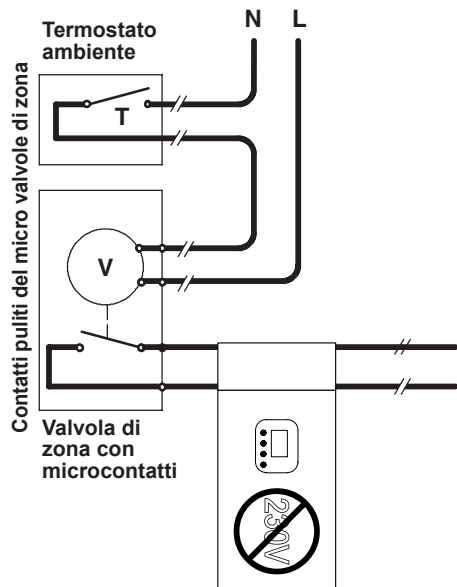 Termostato
ambiente
N
L
T
Contatti puliti del micro valvole di zona
V
Valvola di
zona con
microcontatti
230V